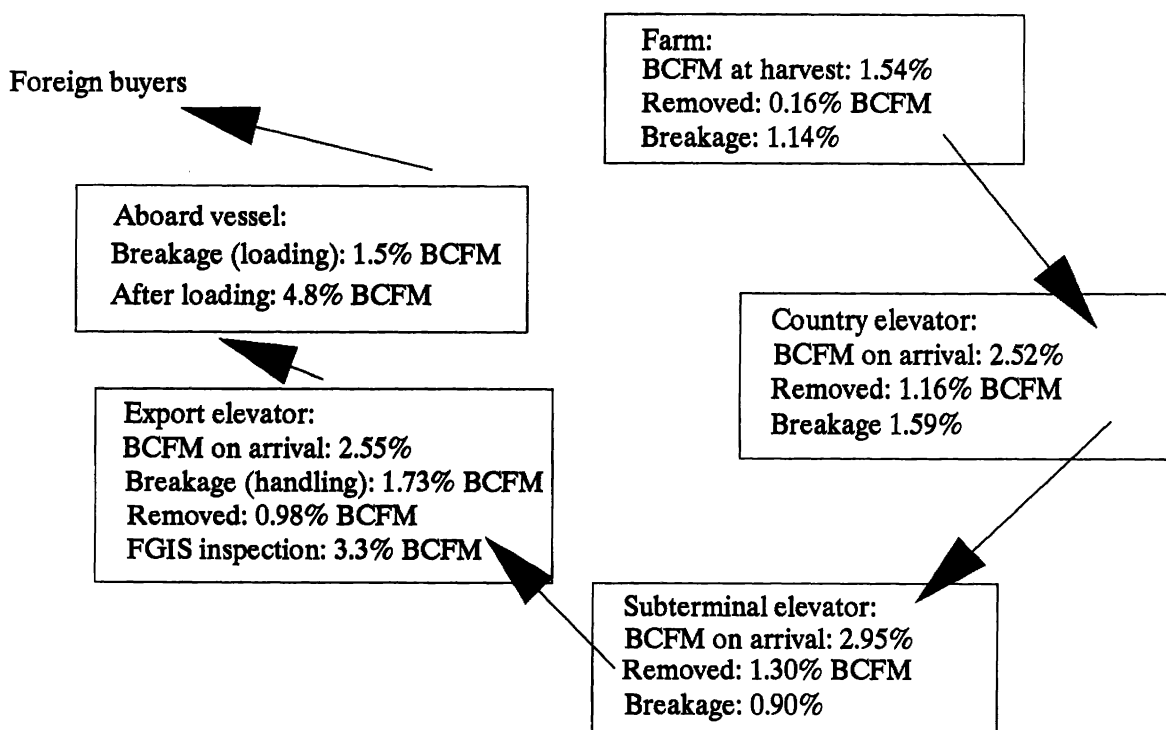 Farm:
BCFM at harvest: 1.54%
Removed: 0.16% BCFM
Breakage: 1.14%
Country elevator:
BCFM on arrival: 2.52%
Removed: 1.16% BCFM
Breakage 1.59%
Subterminal elevator:
BCFM on arrival: 2.95%
Removed: 1.30% BCFM
Breakage: 0.90%
Export elevator:
BCFM on arrival: 2.55%
Breakage (handling): 1.73% BCFM
Removed: 0.98% BCFM
FGIS inspection: 3.3% BCFM
Aboard vessel:
Breakage (loading): 1.5% BCFM
After loading: 4.8% BCFM
Foreign buyers